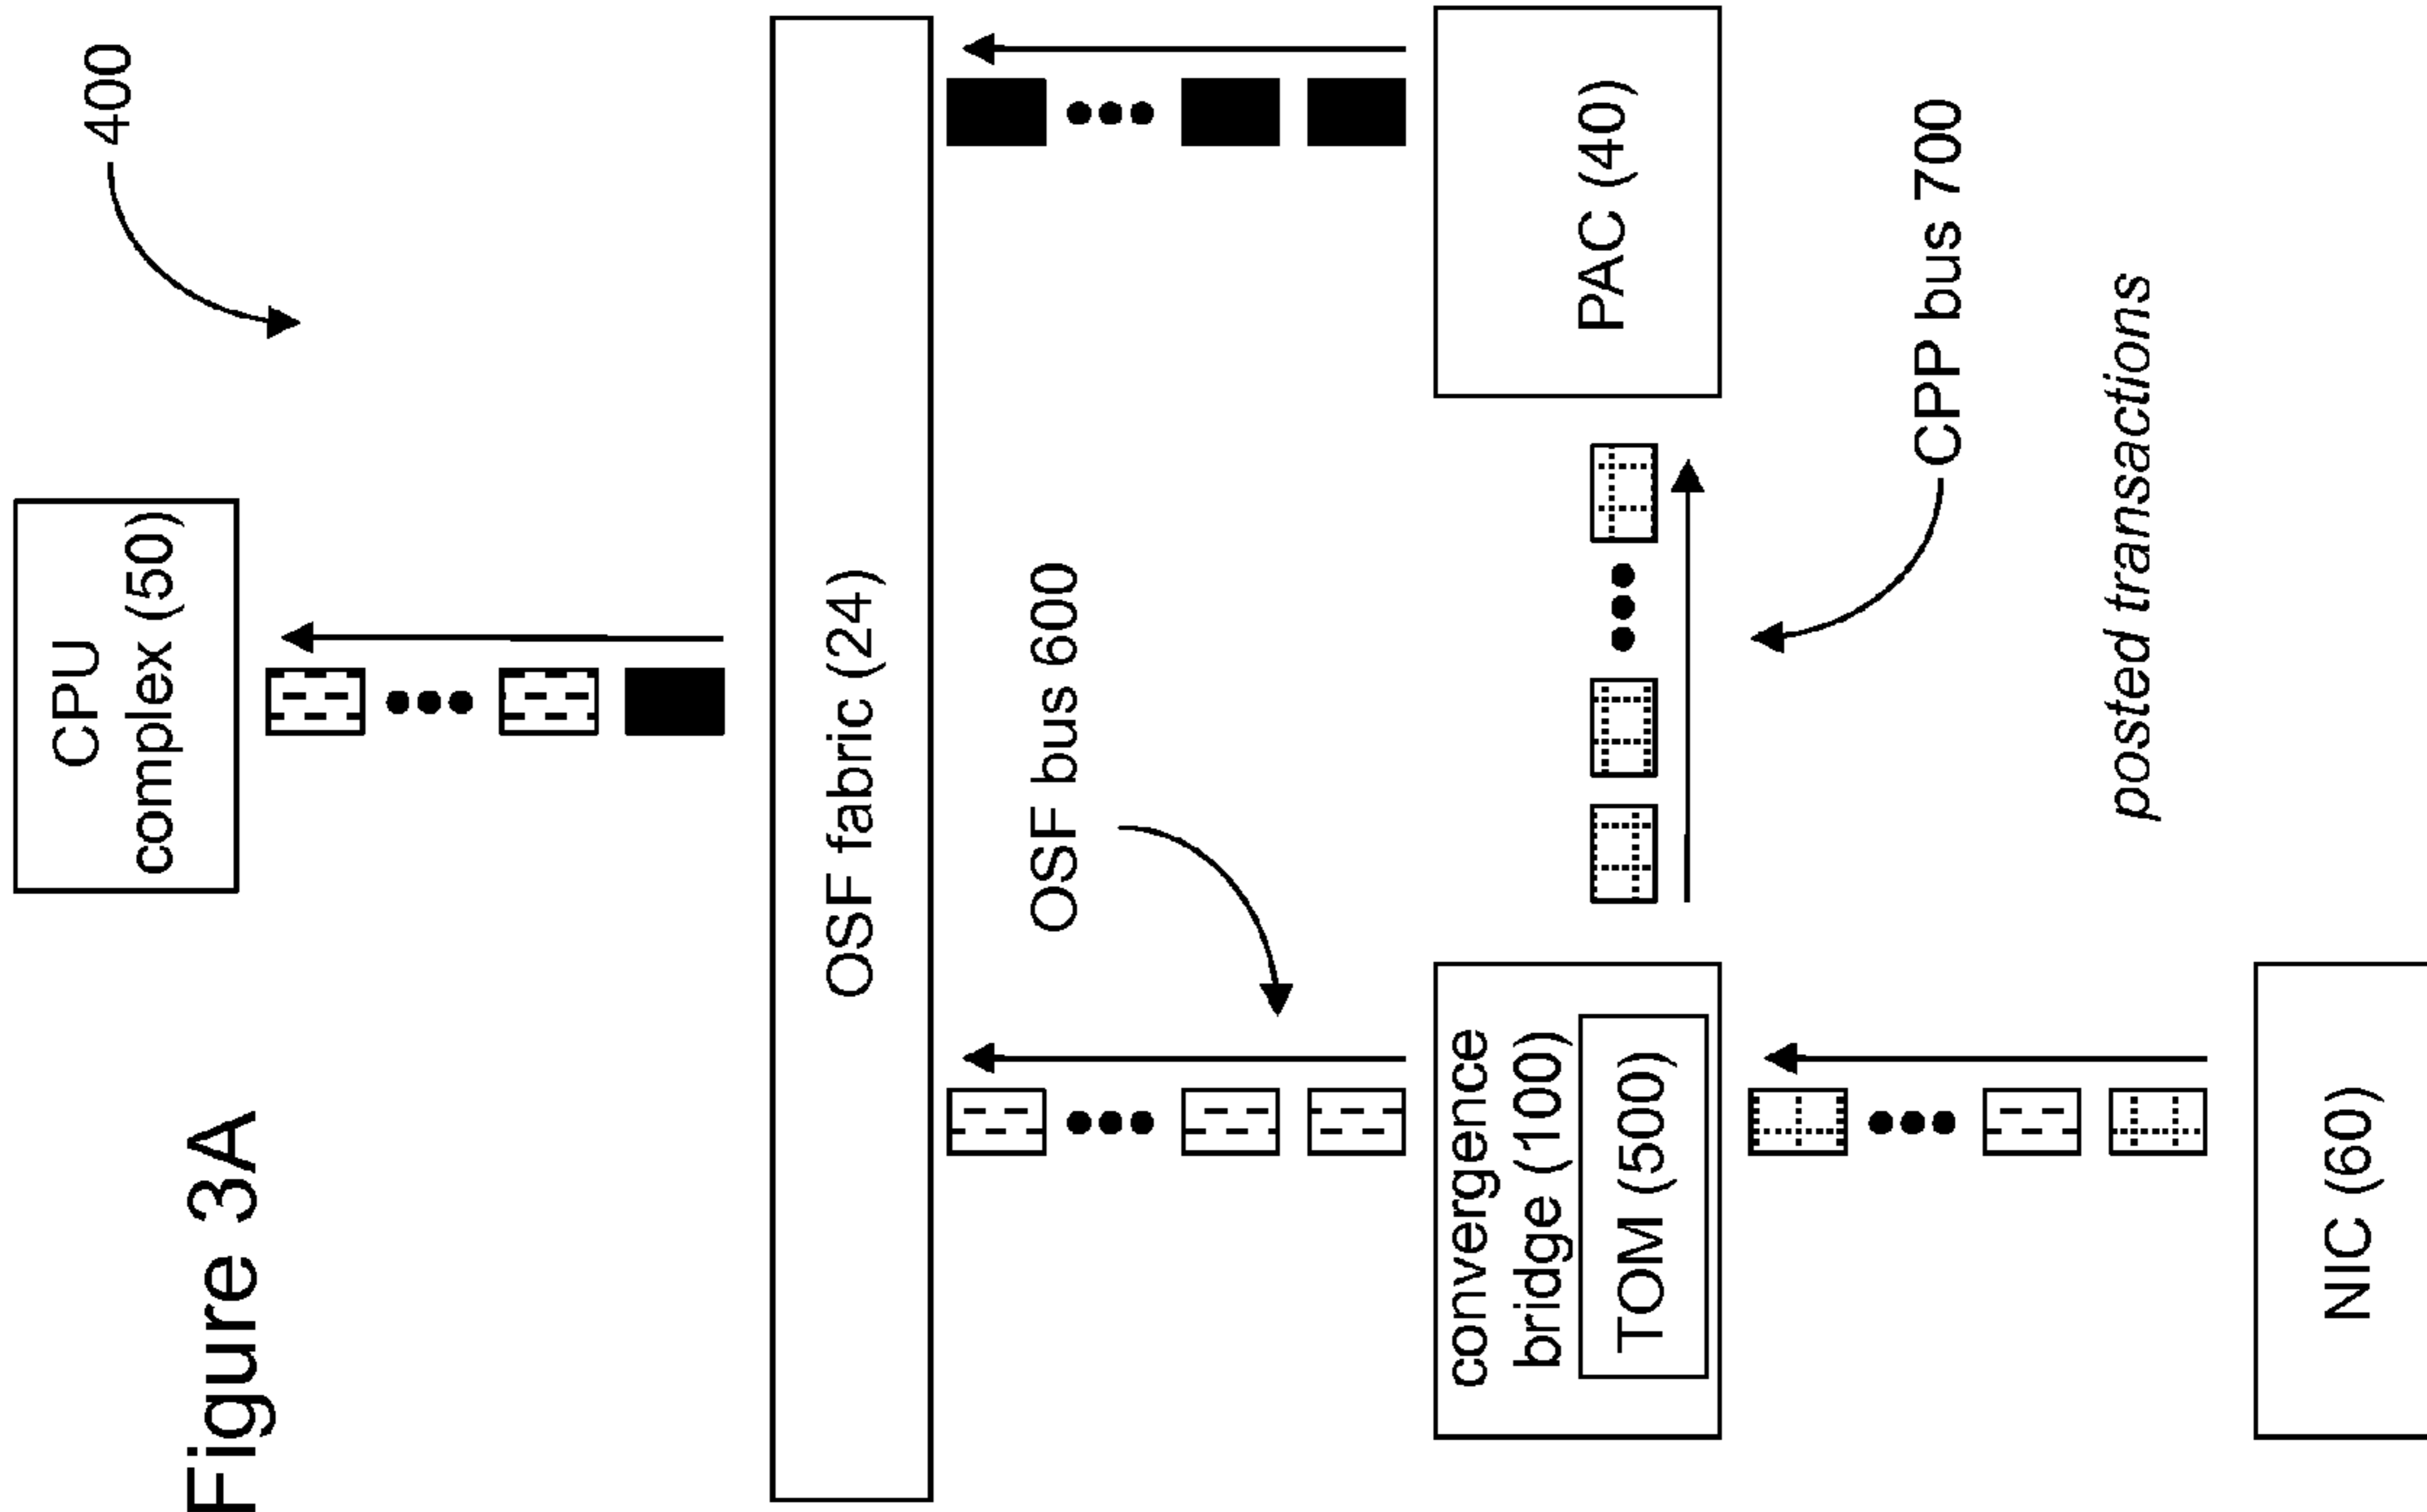 Figure 3A
400
CPU
complex (50)
OSF fabric (24)
OSF bus 600
convergence
bridge (100)
TOM (500)
PAC (40)
CPP bus 700
posted transactions
NIC (60)